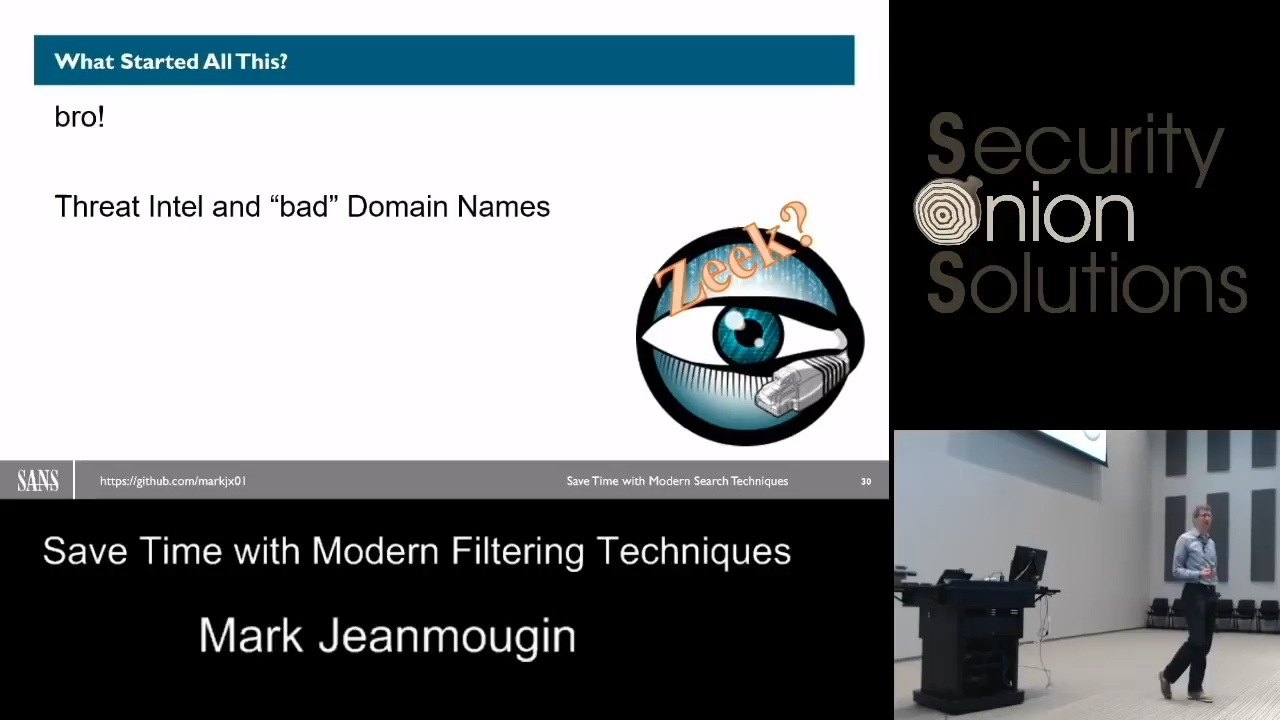 What Started All This?
bro!
Threat Intel and “bad” Domain Names
Zeek?
SANS
https://github.com/markjx01
Save Time with Modern Search Techniques
30
Security
Onion
Solutions
Save Time with Modern Filtering Techniques
Mark Jeanmougin